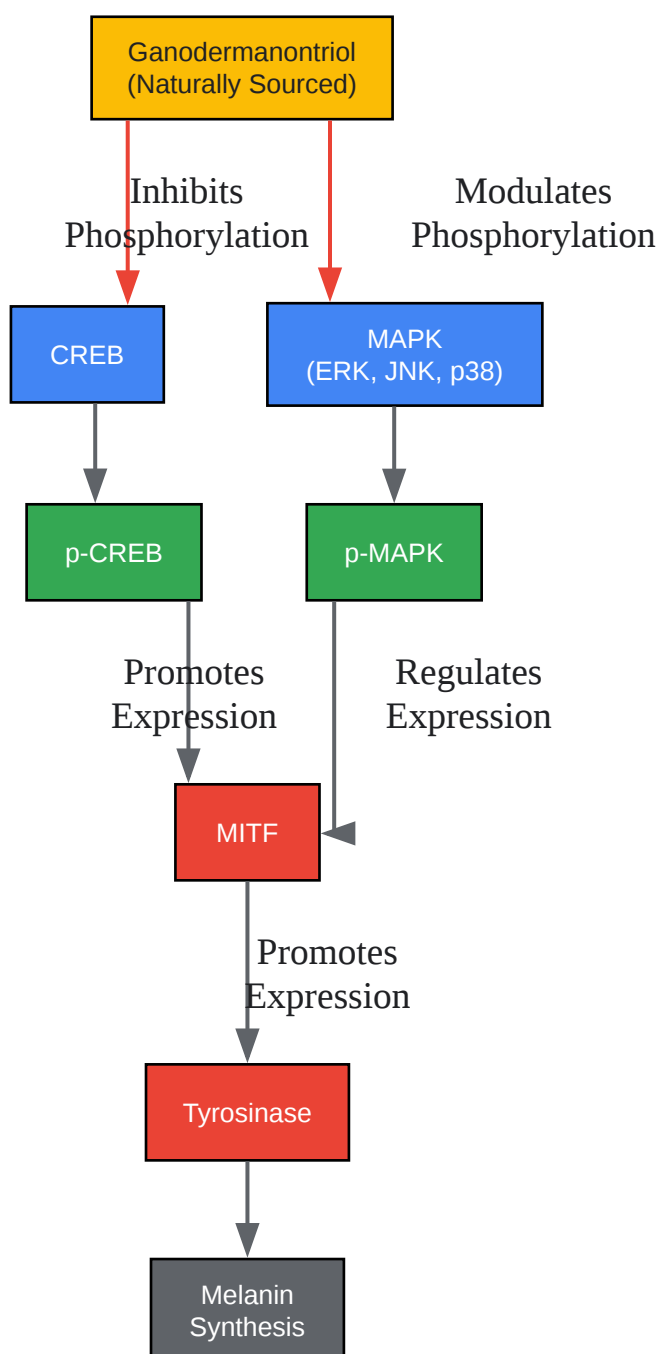 Ganodermanontriol
(Naturally Sourced)
Inhibits
Phosphorylation
Modulates
Phosphorylation
CREB
MAPK
(ERK, JNK, p38)
p-CREB
p-MAPK
Promotes
Expression
Regulates
Expression
MITF
Promotes
Expression
Tyrosinase
Melanin
Synthesis